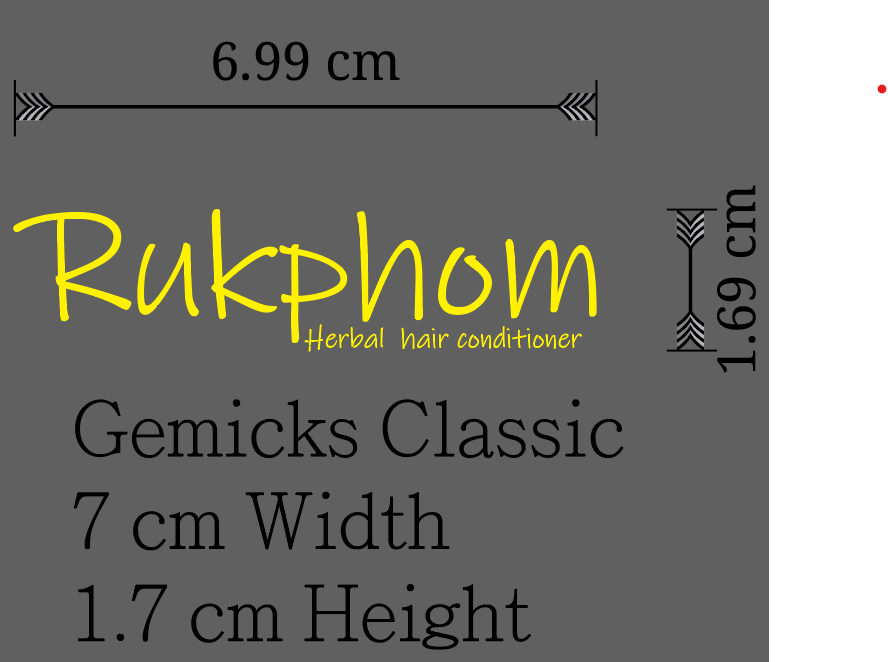 6.99 cm
Rukphom
Herbal hair conditioner
1.69 cm
Gemicks Classic
7 cm Width
1.7 cm Height